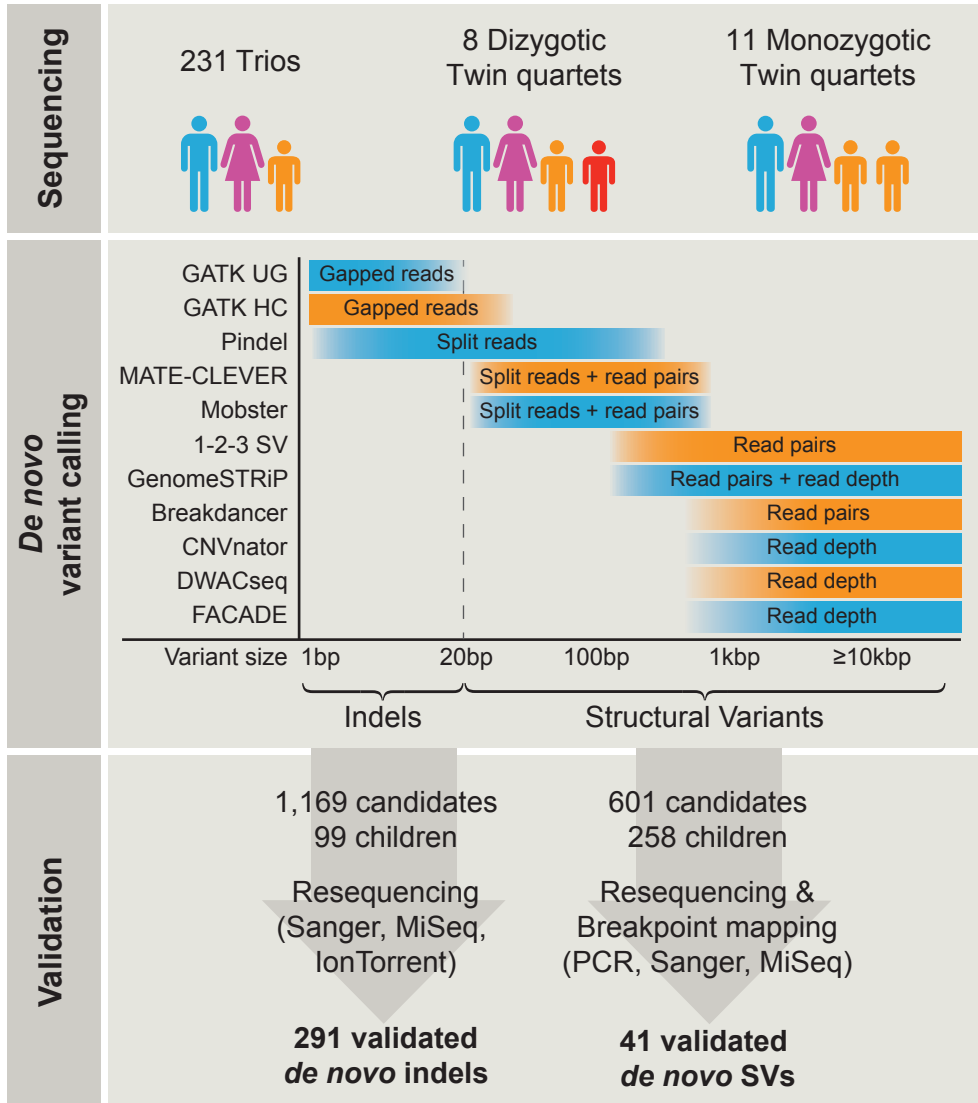 Sequencing
231 Trios
8 Dizygotic
Twin quartets
11 Monozygotic
Twin quartets
De novo
variant calling
GATK UG
Gapped reads
GATK HC
Gapped reads
Pindel
Split reads
MATE-CLEVER
Split reads + read pairs
Mobster
Split reads + read pairs
1-2-3 SV
Read pairs
GenomeSTRiP
Read pairs + read depth
Breakdancer
Read pairs
CNVnator
Read depth
DWACseq
Read depth
FACADE
Read depth
Variant size 1bp 20bp 100bp 1kbp ≥10kbp
Indels
Structural Variants
Validation
1,169 candidates
99 children
Resequencing
(Sanger, MiSeq,
IonTorrent)
291 validated
de novo indels
601 candidates
258 children
Resequencing &
Breakpoint mapping
(PCR, Sanger, MiSeq)
41 validated
de novo SVs